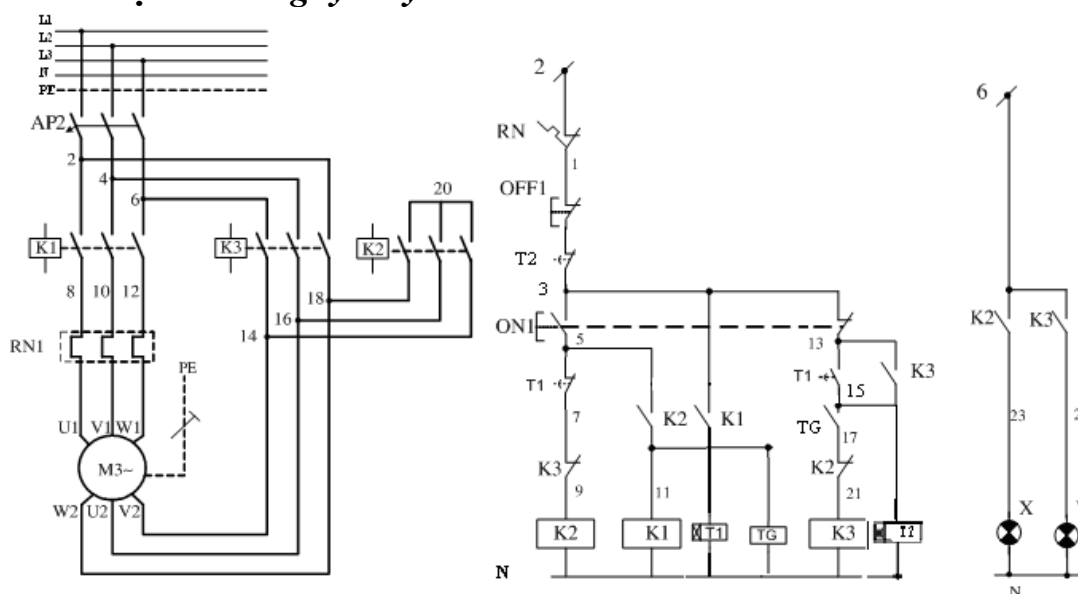 L1
L2
L3
N
PE
AP2
2
4
6
20
K1
K3
K2
8
10
12
18
16
14
RN1
PE
U1
V1
W1
M3~
W2
U2
V2
2
RN
1
OFF1
T2
3
ON1
5
13
T1
T1
15
K3
K2
K1
7
TG
17
K3
K2
9
11
21
K2
K1
T1
TG
K3
N
6
K2
K3
23
X
N